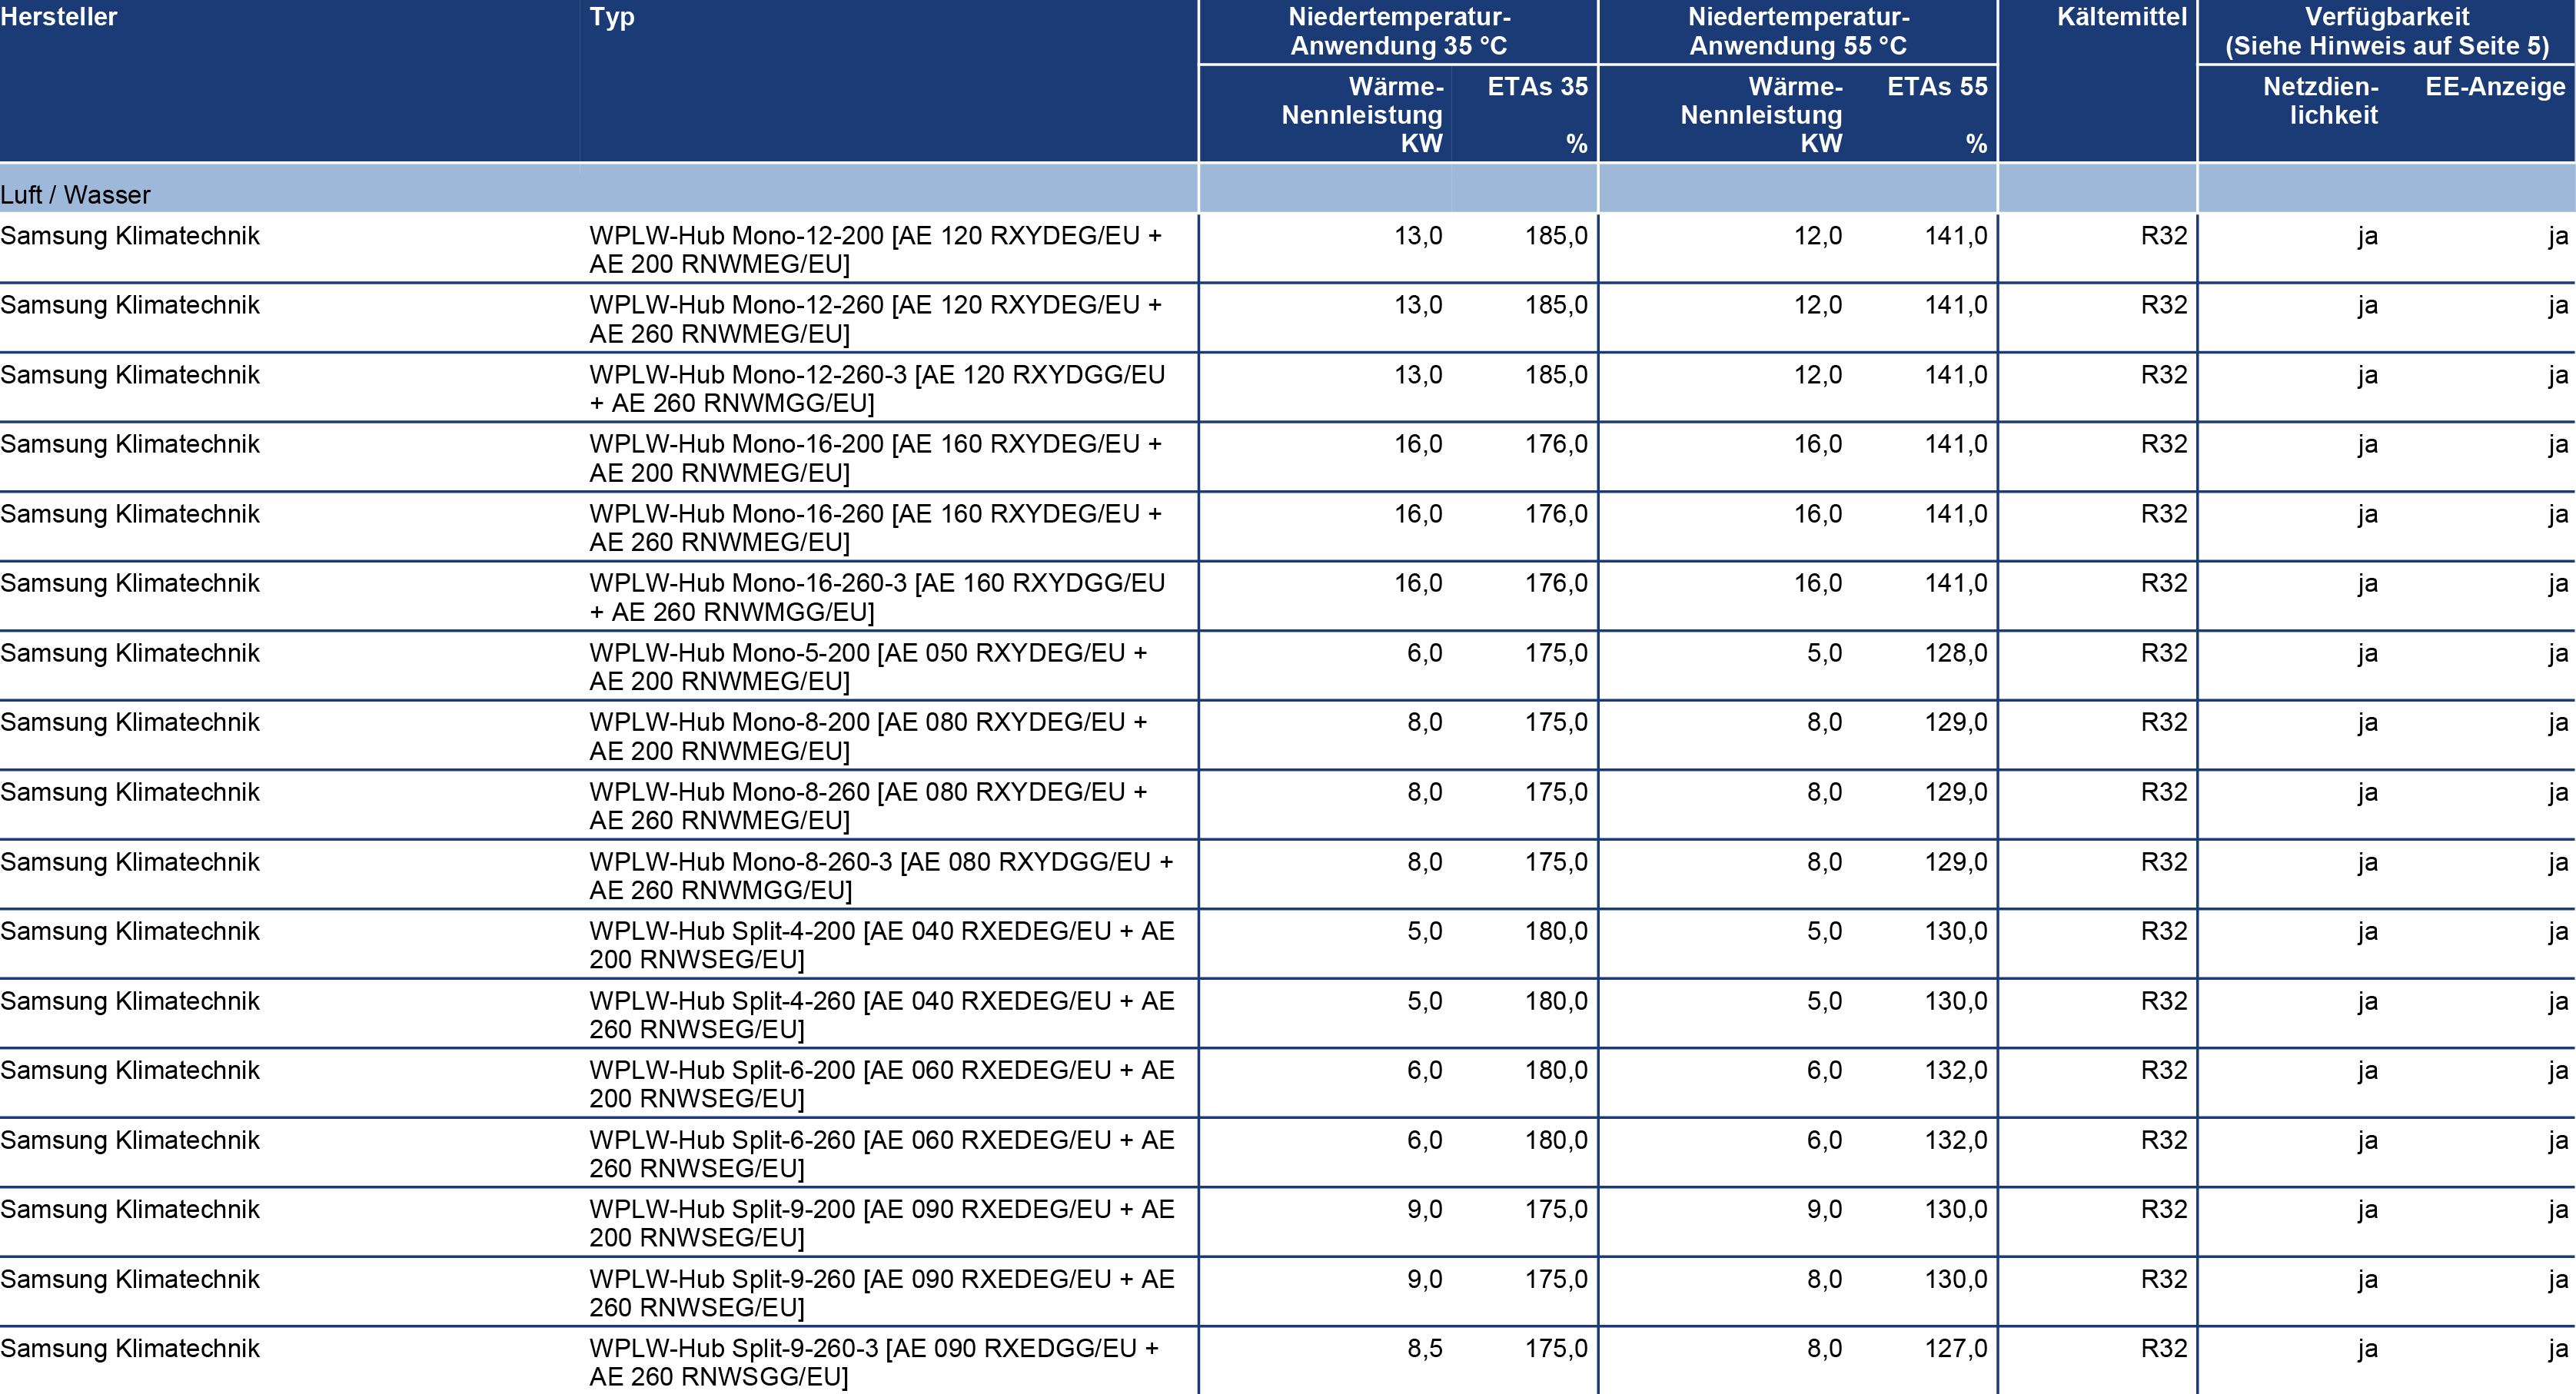 Hersteller Typ Niedertemperatur- Niedertemperatur- Kältemittel Verfügbarkeit
Anwendung 35 °C Anwendung 55 °C (Siehe Hinweis auf Seite 5)
Wärme- ETAs 35 Wärme- ETAs 55 Netzdien- EE-Anzeige
Nennleistung Nennleistung lichkeit
KW % KW %
Luft / Wasser
Samsung Klimatechnik WPLW-Hub Mono-12-200 [AE 120 RXYDEG/EU + 13,0 185,0 12,0 141,0 R32 ja ja
AE 200 RNWMEG/EU]
Samsung Klimatechnik WPLW-Hub Mono-12-260 [AE 120 RXYDEG/EU + 13,0 185,0 12,0 141,0 R32 ja ja
AE 260 RNWMEG/EU]
Samsung Klimatechnik WPLW-Hub Mono-12-260-3 [AE 120 RXYDGG/EU 13,0 185,0 12,0 141,0 R32 ja ja
+ AE 260 RNWMGG/EU]
Samsung Klimatechnik WPLW-Hub Mono-16-200 [AE 160 RXYDEG/EU + 16,0 176,0 16,0 141,0 R32 ja ja
AE 200 RNWMEG/EU]
Samsung Klimatechnik WPLW-Hub Mono-16-260 [AE 160 RXYDEG/EU + 16,0 176,0 16,0 141,0 R32 ja ja
AE 260 RNWMEG/EU]
Samsung Klimatechnik WPLW-Hub Mono-16-260-3 [AE 160 RXYDGG/EU 16,0 176,0 16,0 141,0 R32 ja ja
+ AE 260 RNWMGG/EU]
Samsung Klimatechnik WPLW-Hub Mono-5-200 [AE 050 RXYDEG/EU + 6,0 175,0 5,0 128,0 R32 ja ja
AE 200 RNWMEG/EU]
Samsung Klimatechnik WPLW-Hub Mono-8-200 [AE 080 RXYDEG/EU + 8,0 175,0 8,0 129,0 R32 ja ja
AE 200 RNWMEG/EU]
Samsung Klimatechnik WPLW-Hub Mono-8-260 [AE 080 RXYDEG/EU + 8,0 175,0 8,0 129,0 R32 ja ja
AE 260 RNWMEG/EU]
Samsung Klimatechnik WPLW-Hub Mono-8-260-3 [AE 080 RXYDGG/EU + 8,0 175,0 8,0 129,0 R32 ja ja
AE 260 RNWMGG/EU]
Samsung Klimatechnik WPLW-Hub Split-4-200 [AE 040 RXEDEG/EU + AE 5,0 180,0 5,0 130,0 R32 ja ja
200 RNWSEG/EU]
Samsung Klimatechnik WPLW-Hub Split-4-260 [AE 040 RXEDEG/EU + AE 5,0 180,0 5,0 130,0 R32 ja ja
260 RNWSEG/EU]
Samsung Klimatechnik WPLW-Hub Split-6-200 [AE 060 RXEDEG/EU + AE 6,0 180,0 6,0 132,0 R32 ja ja
200 RNWSEG/EU]
Samsung Klimatechnik WPLW-Hub Split-6-260 [AE 060 RXEDEG/EU + AE 6,0 180,0 6,0 132,0 R32 ja ja
260 RNWSEG/EU]
Samsung Klimatechnik WPLW-Hub Split-9-200 [AE 090 RXEDEG/EU + AE 9,0 175,0 9,0 130,0 R32 ja ja
200 RNWSEG/EU]
Samsung Klimatechnik WPLW-Hub Split-9-260 [AE 090 RXEDEG/EU + AE 9,0 175,0 8,0 130,0 R32 ja ja
260 RNWSEG/EU]
Samsung Klimatechnik WPLW-Hub Split-9-260-3 [AE 090 RXEDGG/EU + 8,5 175,0 8,0 127,0 R32 ja ja
AE 260 RNWSGG/EU]